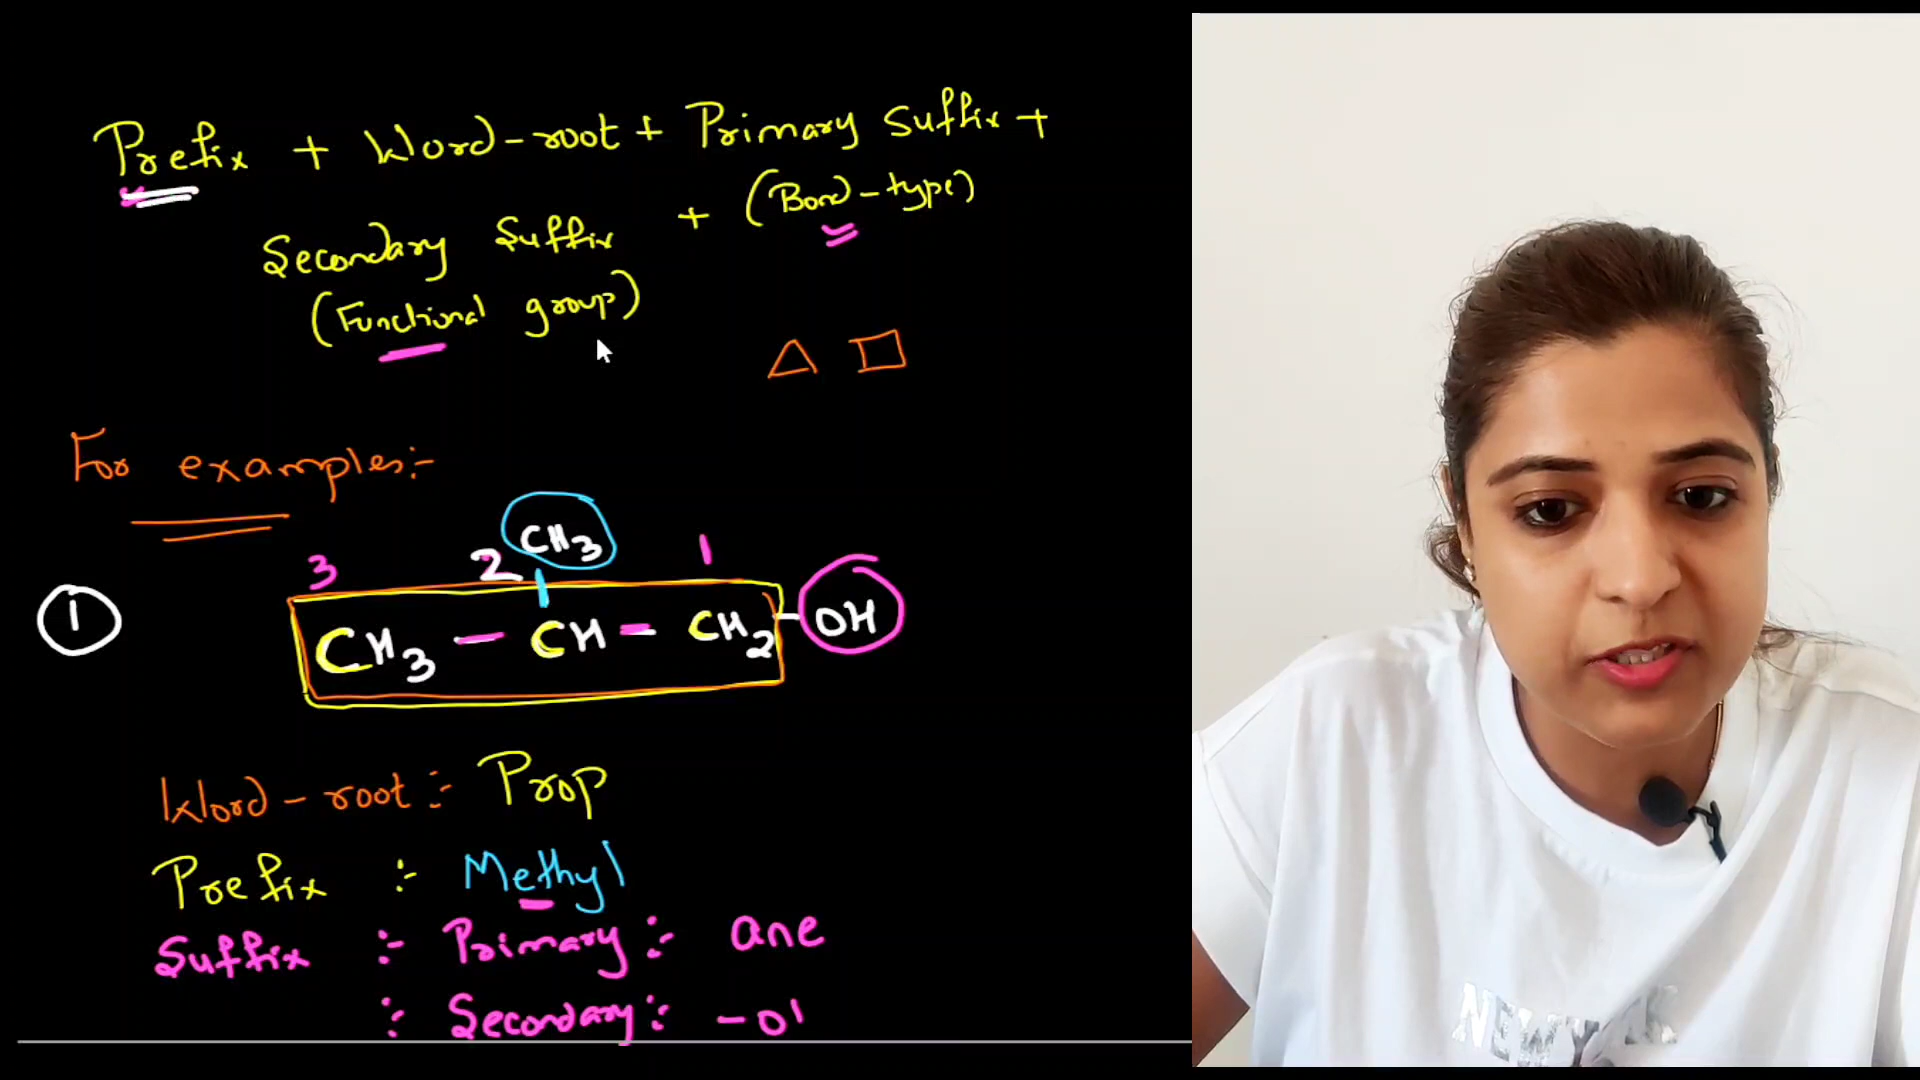 Prefix + Word-root + Primary Suffix +
(Bond-type)
Secondary Suffix +
(Functional group)
For examples:-
3 2 CH3 1
1 CH3 - CH - CH2 - OH
Word-root :- Prop
Prefix :- Methyl
Suffix :- Primary :- ane
: Secondary :- -ol